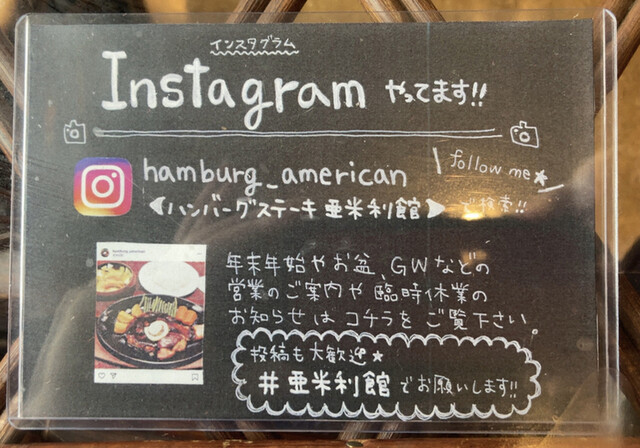 インスタグラム
Instagram やってます!!
hamburg_american
follow me★
◀ハンバーグステーキ 亜米利館▶で検索!!
年末年始やお盆、GWなどの
営業のご案内や臨時休業の
お知らせはコチラをご覧下さい。
投稿も大歓迎★
#亜米利館でお願いします!!